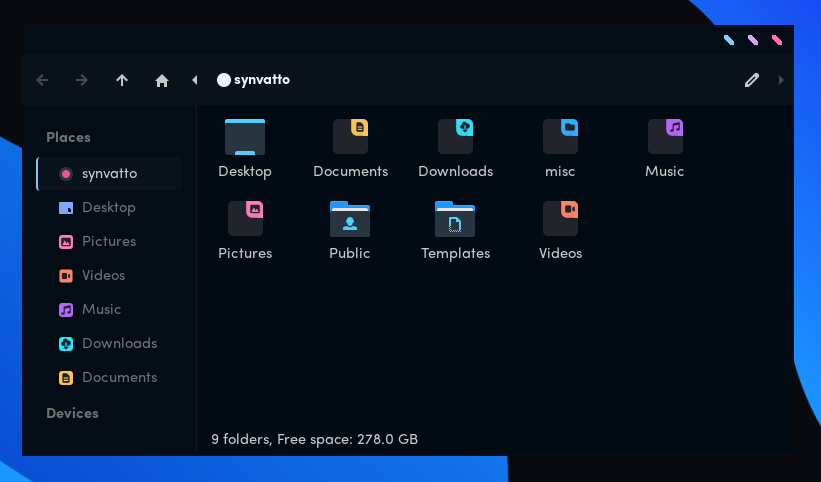 synvatto
Places
synvatto
Desktop
Pictures
Videos
Music
Downloads
Documents
Devices
Desktop
Documents
Downloads
misc
Music
Pictures
Public
Templates
Videos
9 folders, Free space: 278.0 GB